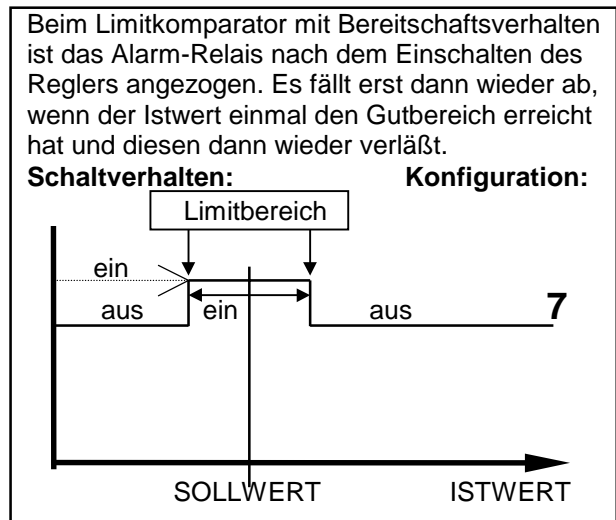 Beim Limitkomparator mit Bereitschaftsverhalten
ist das Alarm-Relais nach dem Einschalten des
Reglers angezogen. Es fällt erst dann wieder ab,
wenn der Istwert einmal den Gutbereich erreicht
hat und diesen dann wieder verläßt.
Schaltverhalten: Konfiguration:
Limitbereich
ein
aus ein aus 7
SOLLWERT ISTWERT